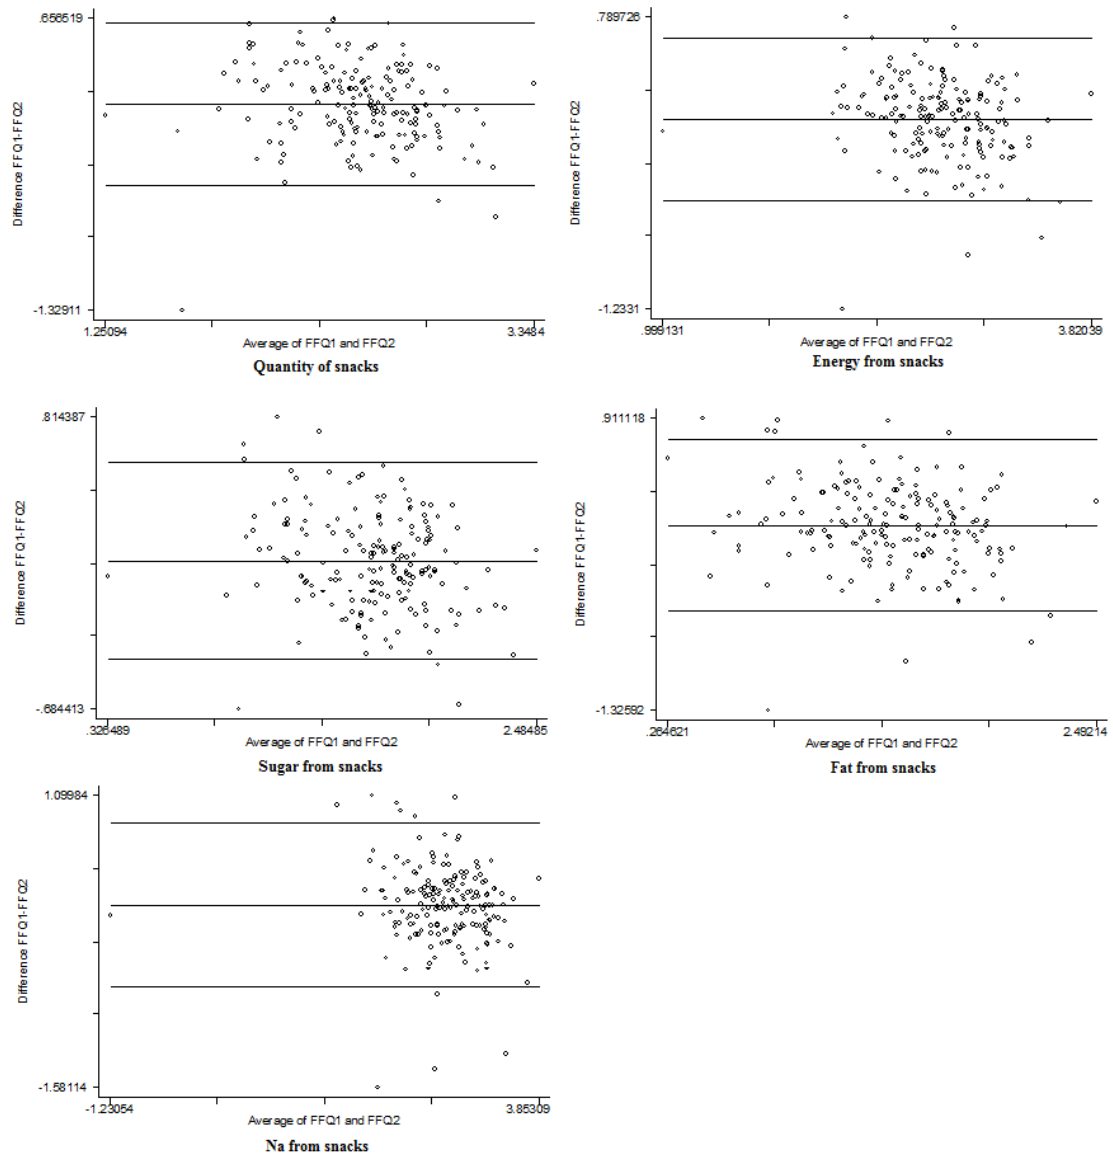 .656519
Difference FFQ1-FFQ2
-1.32911
1.25094
3.3484
Average of FFQ1 and FFQ2
Quantity of snacks
.789726
Difference FFQ1-FFQ2
-1.2331
.999131
3.82039
Average of FFQ1 and FFQ2
Energy from snacks
.814387
Difference FFQ1-FFQ2
-.684413
.326489
2.48485
Average of FFQ1 and FFQ2
Sugar from snacks
.911118
Difference FFQ1-FFQ2
-1.32592
.264621
2.49214
Average of FFQ1 and FFQ2
Fat from snacks
1.09984
Difference FFQ1-FFQ2
-1.58114
-1.23054
3.85309
Average of FFQ1 and FFQ2
Na from snacks